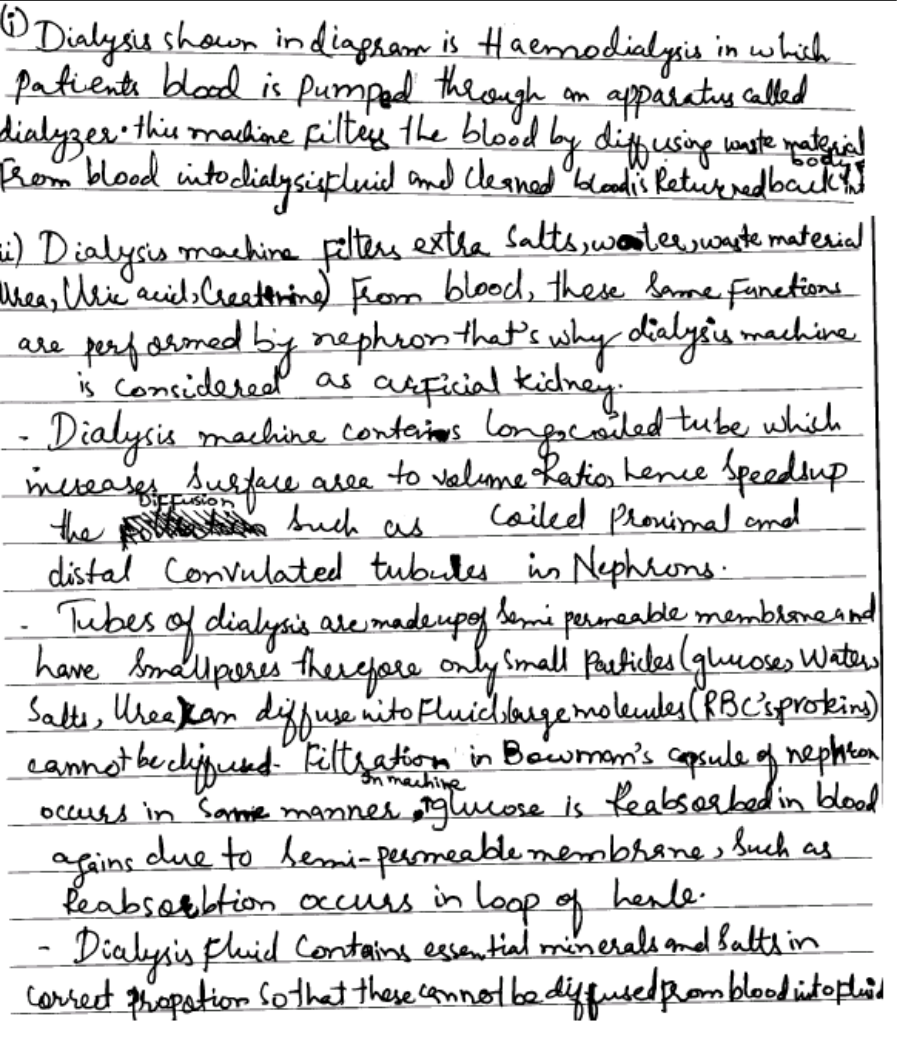 (i) Dialysis shown in diagram is Haemodialysis in which
patients blood is pumped through an apparatus called
dialyzer. this machine filters the blood by diffusing waste material
from blood into dialysis fluid and cleaned blood is Returned back in body.
ii) Dialysis machine filters extra salts, water, waste material
Urea, Uric acid, Creatinine) from blood, these same functions
are performed by nephron that's why dialysis machine
is considered as artficial kidney.
- Dialysis machine contains long, coiled tube which
increases surface area to volume ratio, hence speeds up
the Diffusion such as coiled Proximal and
distal Convulated tubules in Nephrons.
- Tubes of dialysis are made up of semi permeable membrane and
have small pores therefore only small particles (glucose, Water,
Salts, Urea) can diffuse into Fluid, large molecules (RBC's, proteins)
cannot be diffused. Filtration in Bowman's capsule of nephron
occurs in same manner, In machine glucose is Reabsorbed in blood
agains due to semi-permeable membrane, such as
Reabsorbtion occurs in loop of henle.
- Dialysis fluid Contains essential minerals and salts in
correct propotion so that these cannot be diffused from blood into fluid